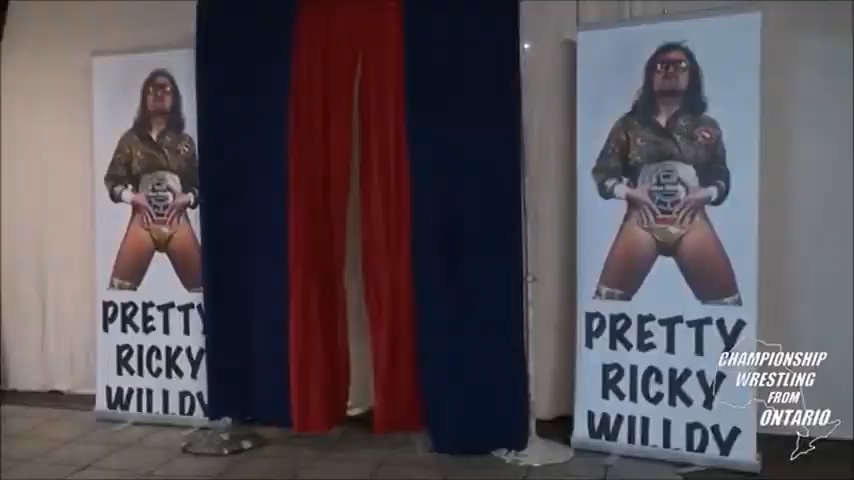 PRETTY
RICKY
WILLDY
PRETTY
RICKY
WILLDY
CHAMPIONSHIP
WRESTLING
FROM
ONTARIO